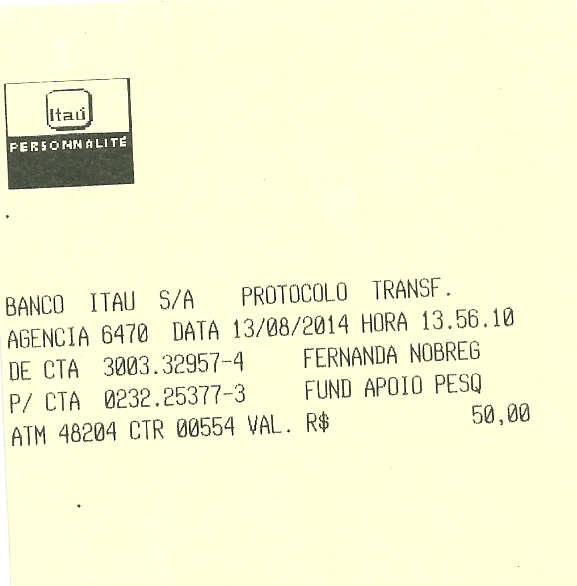 Itaú
PERSONNALITÉ
BANCO ITAU S/A PROTOCOLO TRANSF.
AGENCIA 6470 DATA 13/08/2014 HORA 13.56.10
DE CTA 3003.32957-4 FERNANDA NOBREG
P/ CTA 0232.25377-3 FUND APOIO PESQ
ATM 48204 CTR 00554 VAL. R$ 50,00